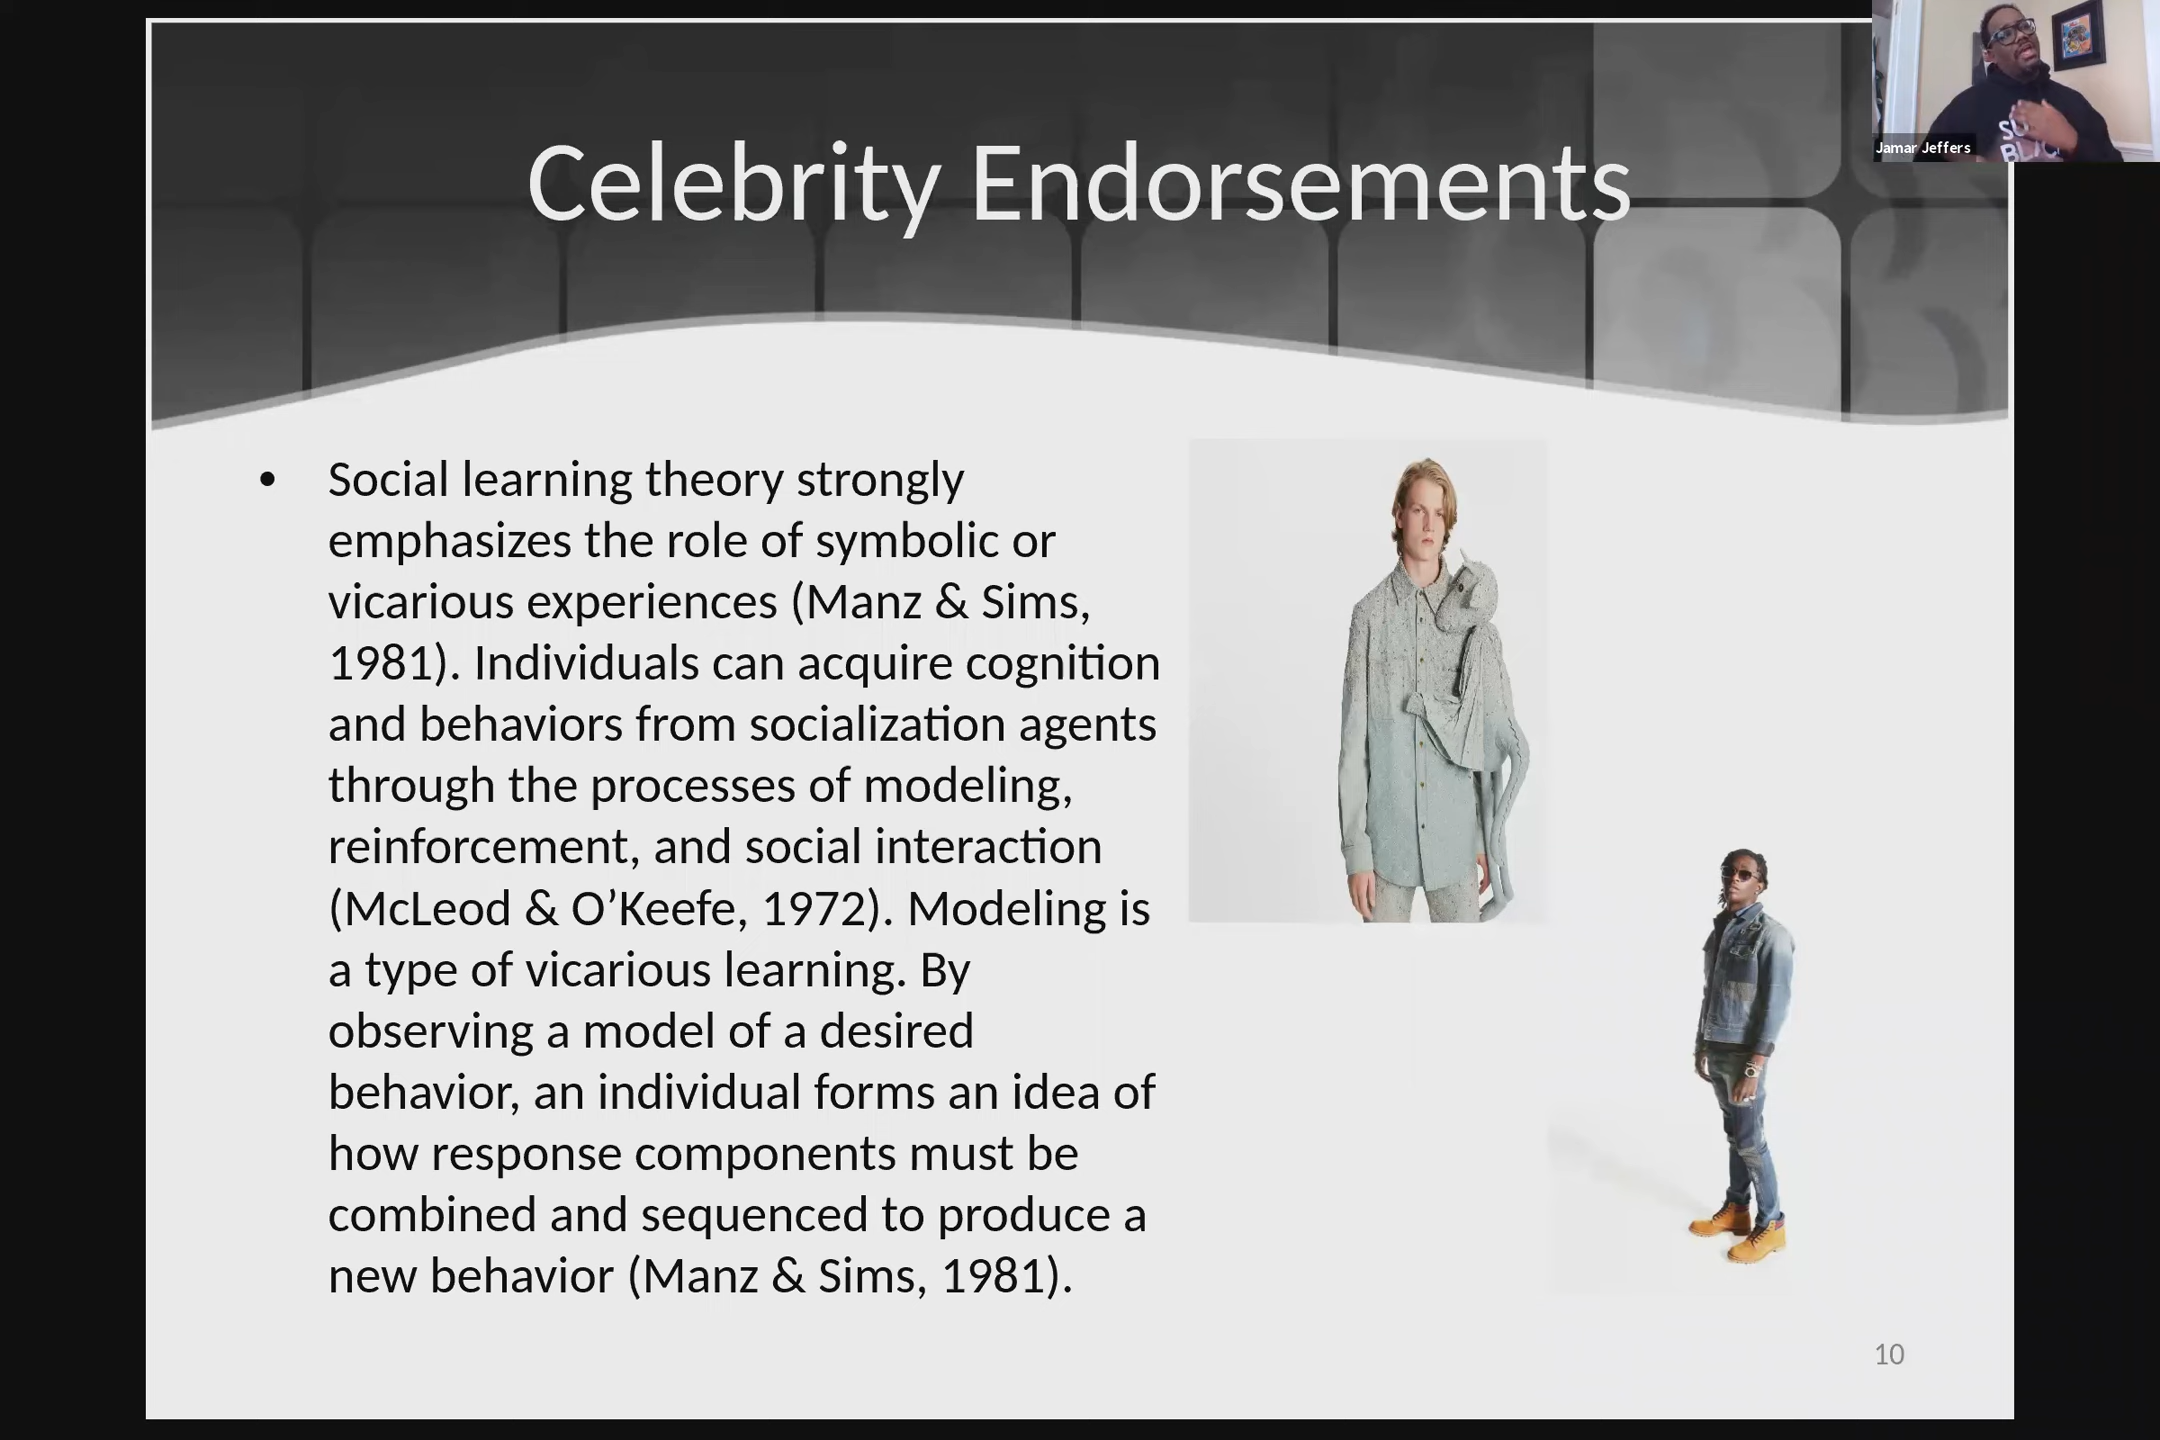 Celebrity Endorsements
Jamar Jeffers
• Social learning theory strongly
emphasizes the role of symbolic or
vicarious experiences (Manz & Sims,
1981). Individuals can acquire cognition
and behaviors from socialization agents
through the processes of modeling,
reinforcement, and social interaction
(McLeod & O’Keefe, 1972). Modeling is
a type of vicarious learning. By
observing a model of a desired
behavior, an individual forms an idea of
how response components must be
combined and sequenced to produce a
new behavior (Manz & Sims, 1981).
10